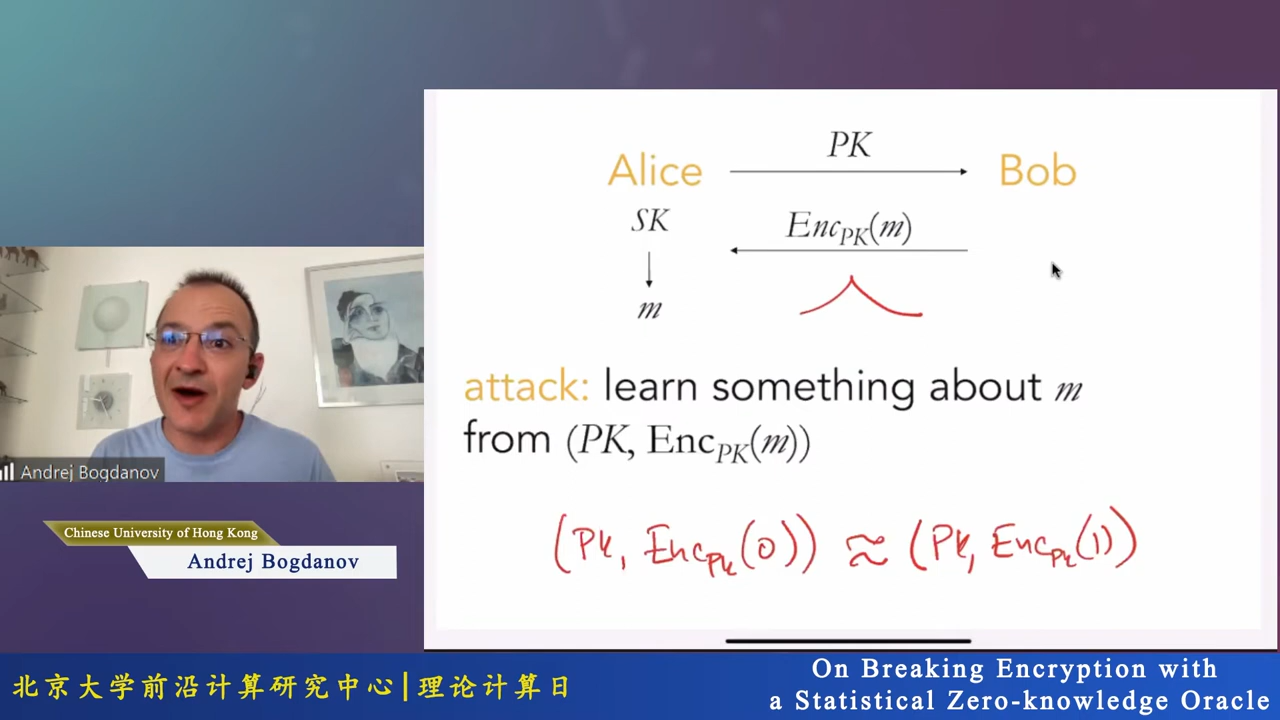 PK
Alice
Bob
SK
Enc_PK(m)
m
attack: learn something about m
from (PK, Enc_PK(m))
(PK, Enc_PK(0)) ≈ (PK, Enc_PK(1))
Andrej Bogdanov
Chinese University of Hong Kong
Andrej Bogdanov
北京大学前沿计算研究中心|理论计算日
On Breaking Encryption with
a Statistical Zero-knowledge Oracle